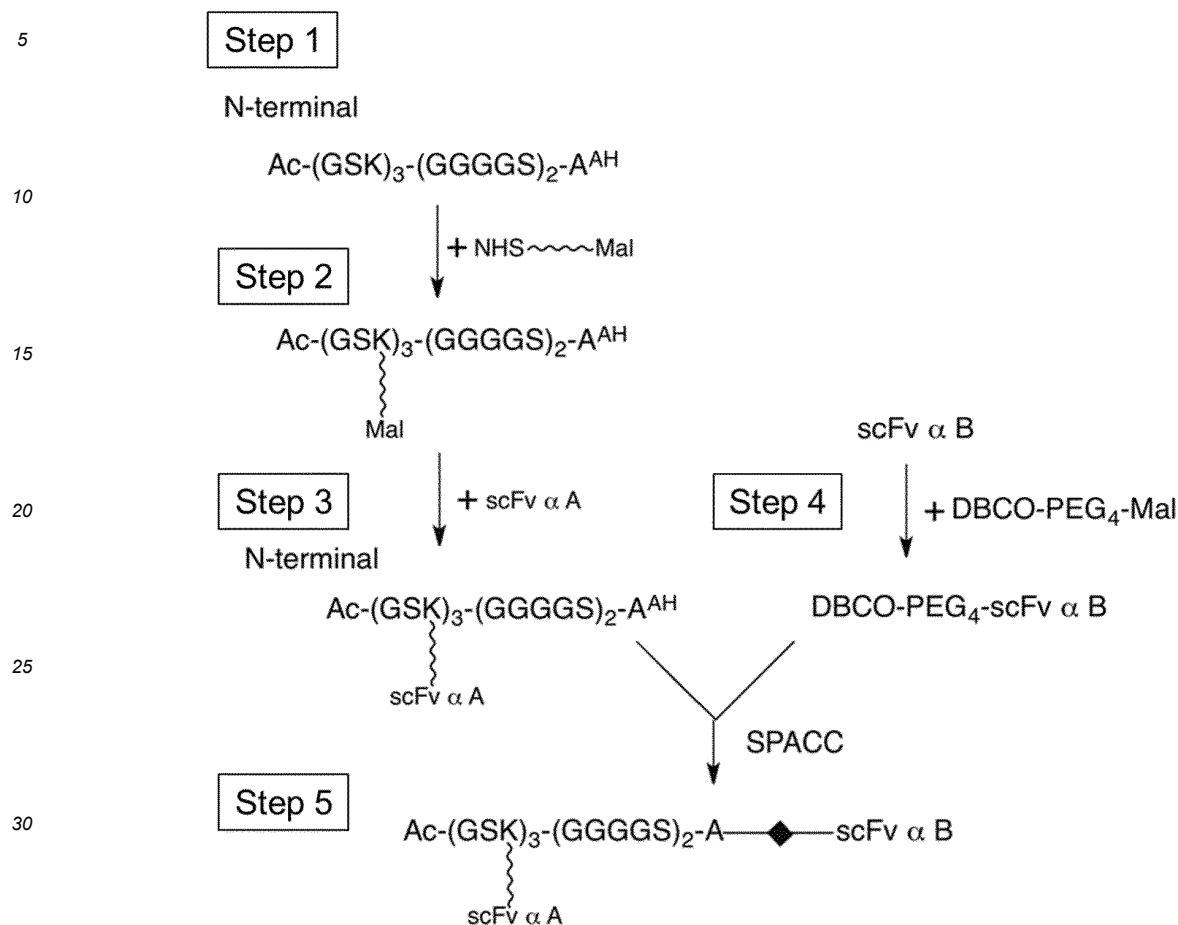 5
Step 1
N-terminal
Ac-(GSK)₃-(GGGGS)₂-Aᴬᴴ
10
+ NHS Mal
Step 2
Ac-(GSK)₃-(GGGGS)₂-Aᴬᴴ
15
Mal
scFv α B
Step 3
+ scFv α A
Step 4
+ DBCO-PEG₄-Mal
20
N-terminal
Ac-(GSK)₃-(GGGGS)₂-Aᴬᴴ
DBCO-PEG₄-scFv α B
25
scFv α A
SPACC
Step 5
30
Ac-(GSK)₃-(GGGGS)₂-A scFv α B
scFv α A